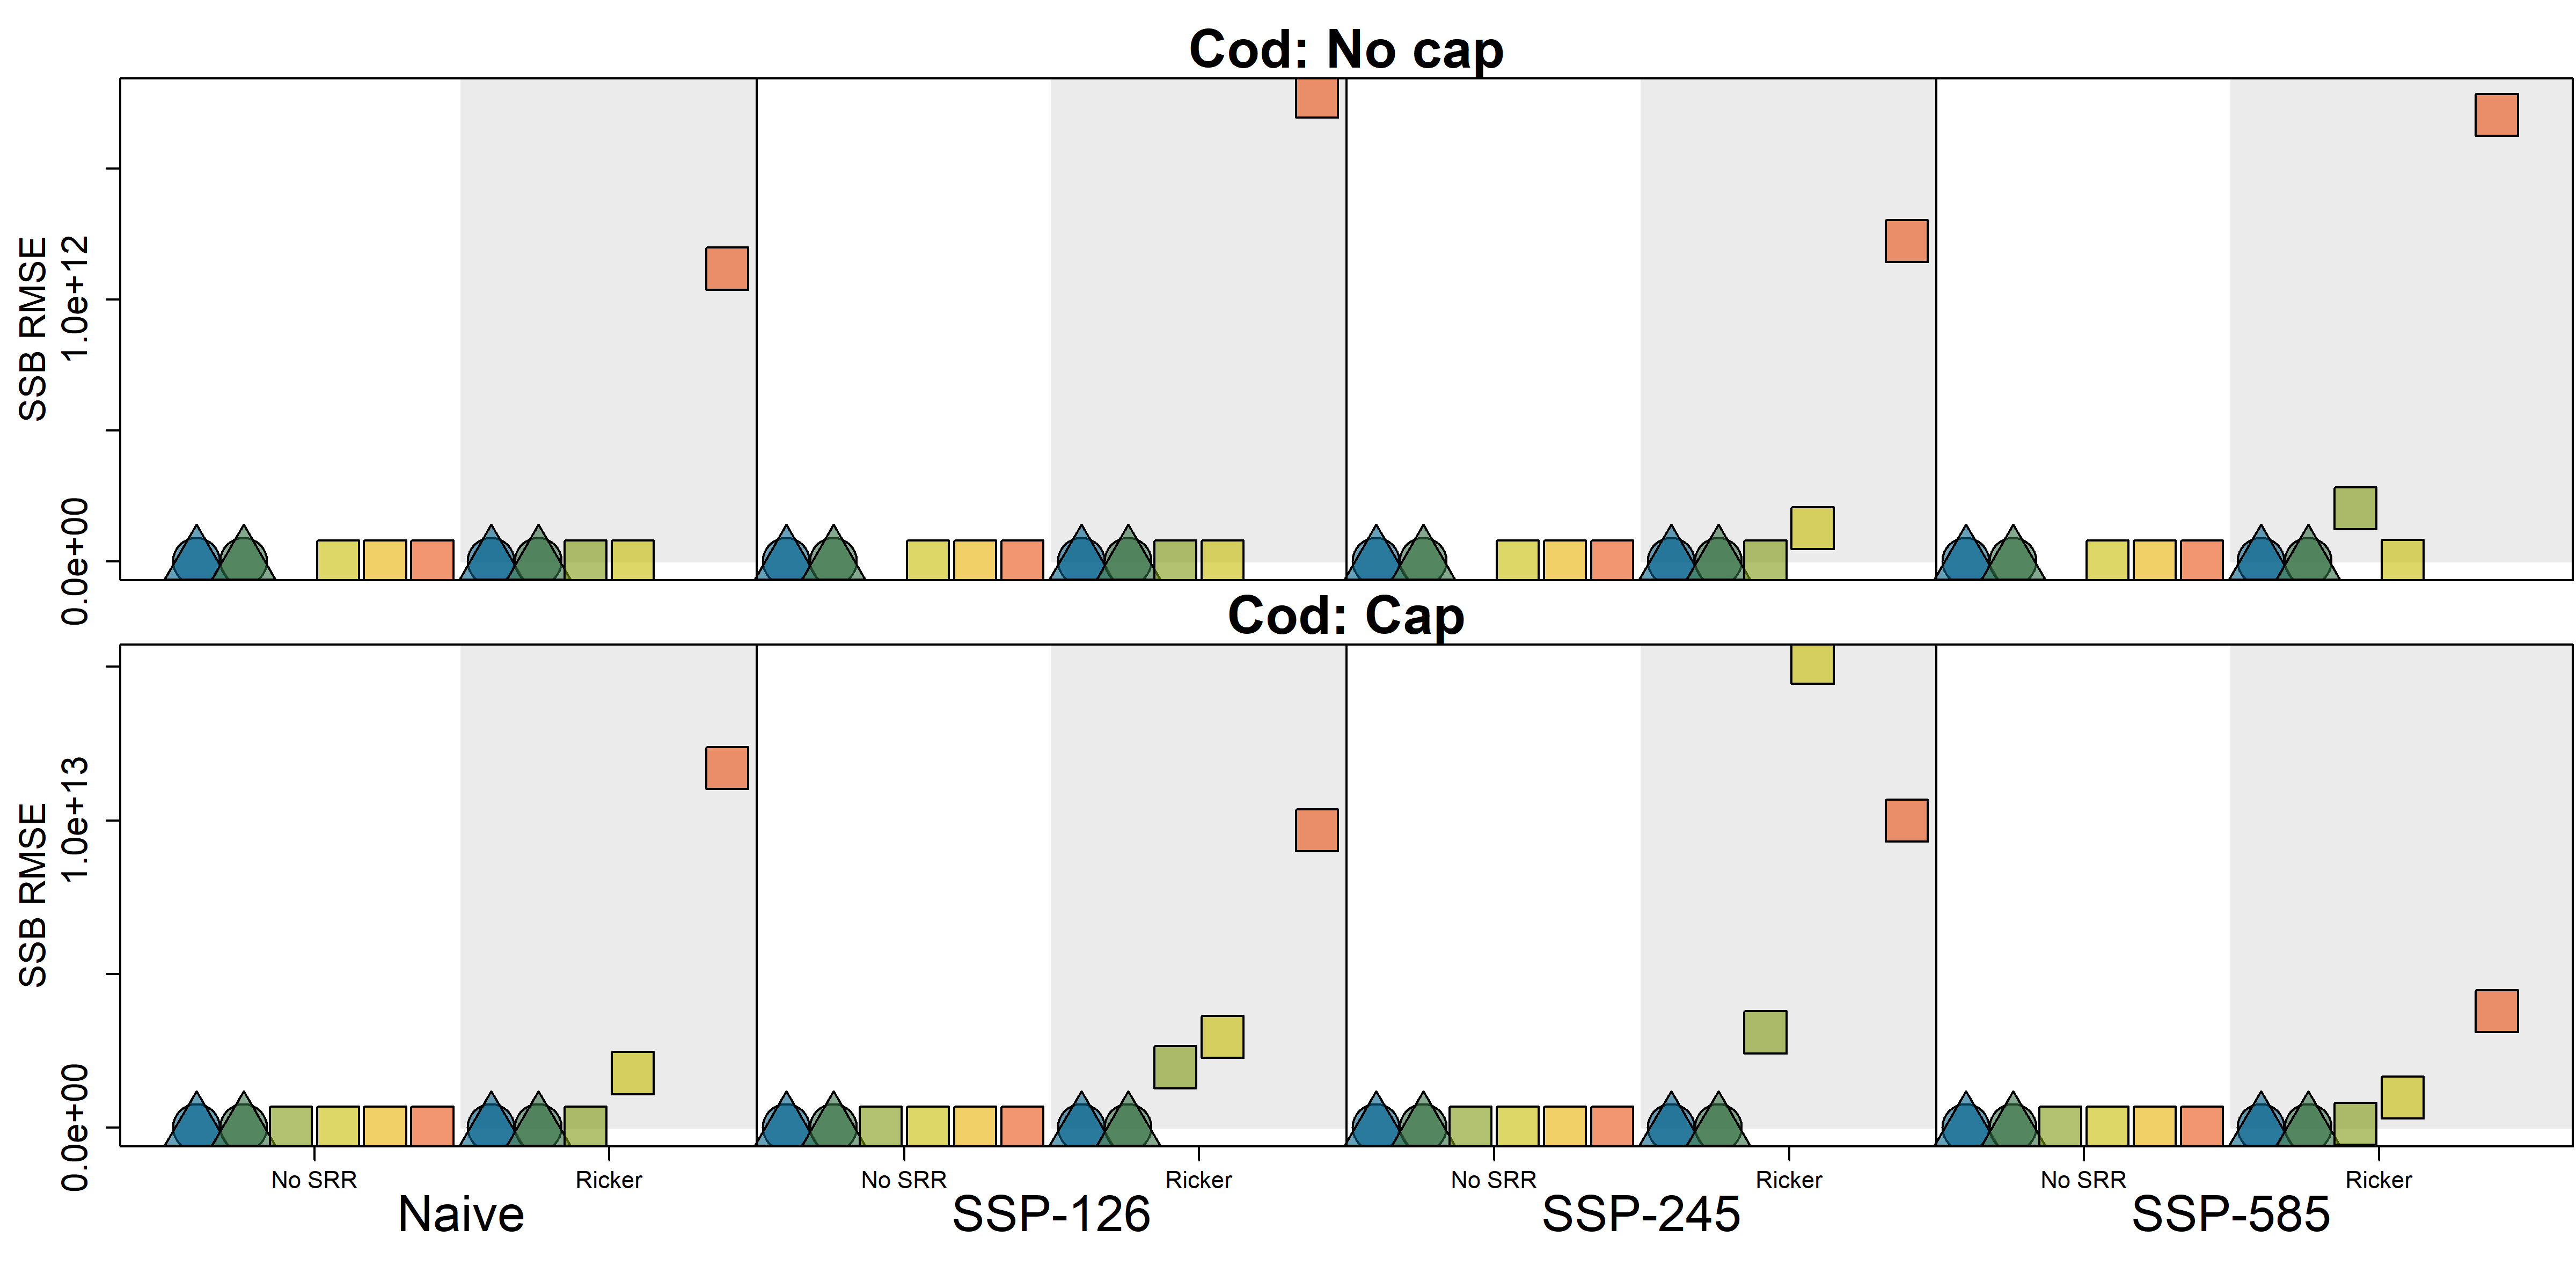 Cod: No cap
SSB RMSE
1.0e+12
0.0e+00
Cod: Cap
SSB RMSE
1.0e+13
0.0e+00
No SRR Ricker No SRR Ricker No SRR Ricker No SRR Ricker
Naive SSP-126 SSP-245 SSP-585